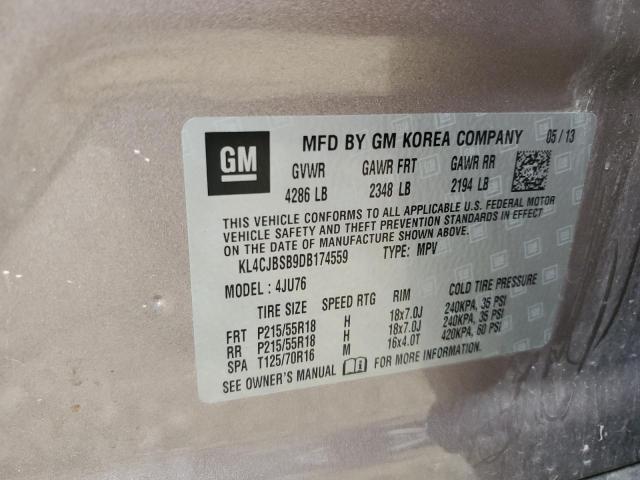 GM
MFD BY GM KOREA COMPANY 05/13
GVWR GAWR FRT GAWR RR
4286 LB 2348 LB 2194 LB
THIS VEHICLE CONFORMS TO ALL APPLICABLE U.S. FEDERAL MOTOR
VEHICLE SAFETY AND THEFT PREVENTION STANDARDS IN EFFECT
ON THE DATE OF MANUFACTURE SHOWN ABOVE.
KL4CJBSB9DB174559 TYPE: MPV
MODEL : 4JU76
TIRE SIZE SPEED RTG RIM COLD TIRE PRESSURE
FRT P215/55R18 H 18x7.0J 240KPA, 35 PSI
RR P215/55R18 H 18x7.0J 240KPA, 35 PSI
SPA T125/70R16 M 16x4.0T 420KPA, 60 PSI
SEE OWNER'S MANUAL FOR MORE INFORMATION.